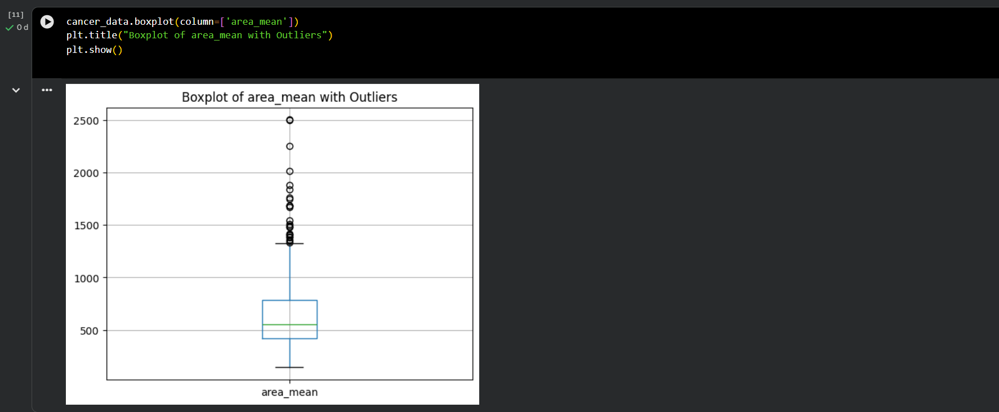 [11]
0 d
cancer_data.boxplot(column=['area_mean'])
plt.title("Boxplot of area_mean with Outliers")
plt.show()
Boxplot of area_mean with Outliers
2500
2000
1500
1000
500
area_mean